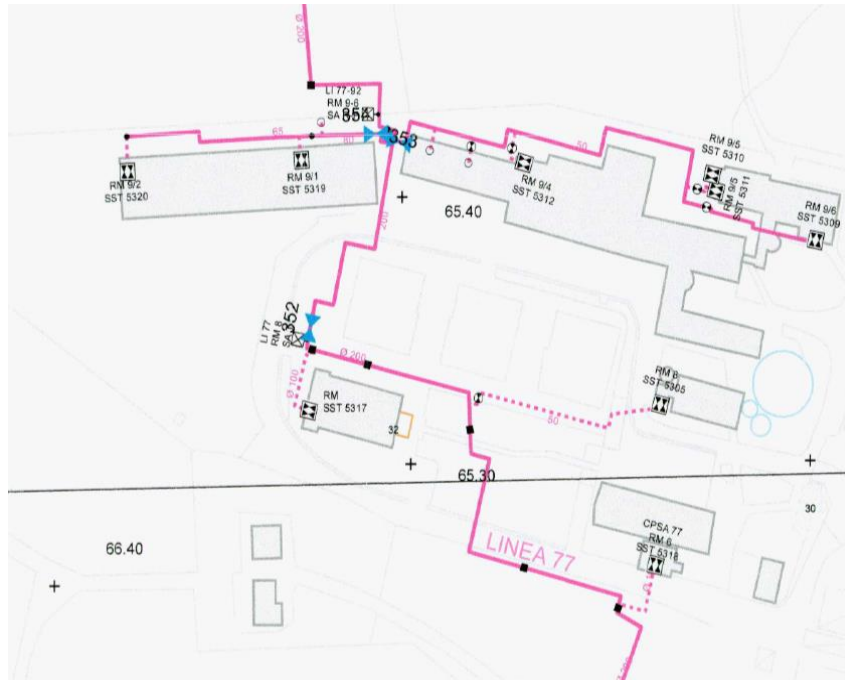 Ø 200
LI 77-92
RM 9-6
SA
353
65
60
50
RM 9/5
SST 5310
RM 9/5
SST 5311
RM 9/6
SST 5309
RM 9/2
SST 5320
RM 9/1
SST 5319
RM 9/4
SST 5312
65.40
200
LI 77
RM 8
SA
352
Ø 200
Ø 100
RM
SST 5317
32
RM 8
SST 5305
50
65.30
66.40
LINEA 77
CPSA 77
RM 6
SST 5318
30